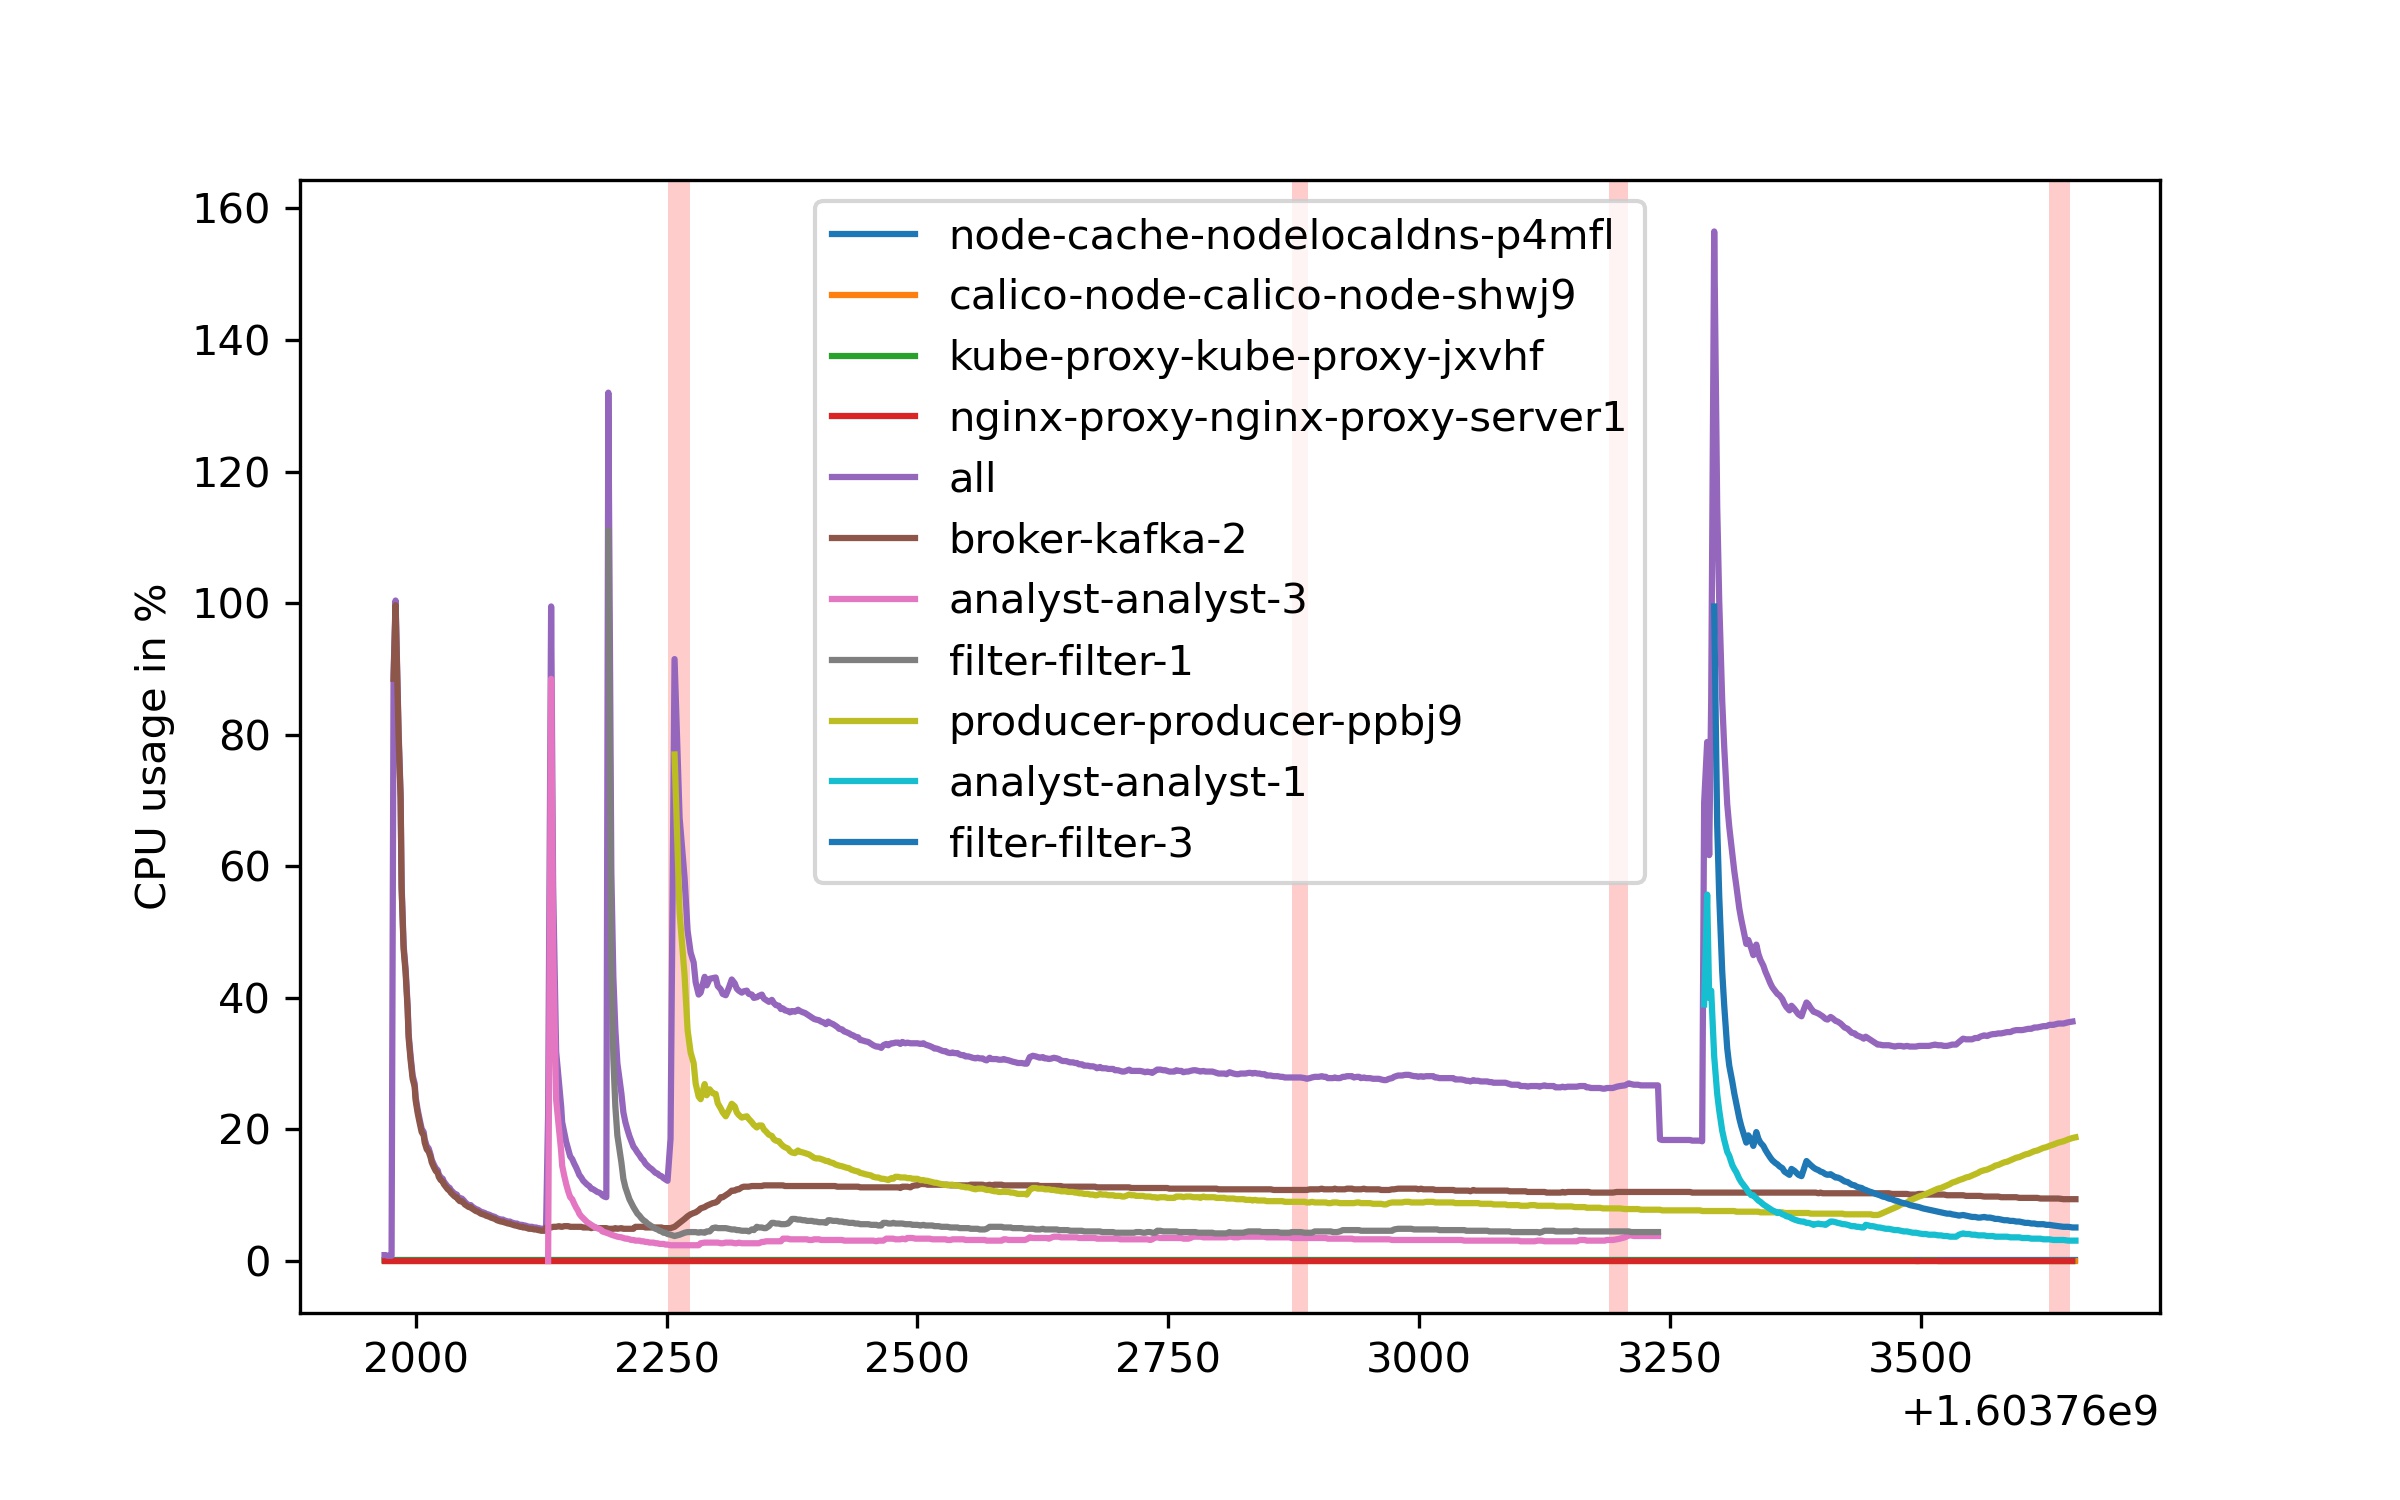 160
140
120
100
80
60
40
20
0
CPU usage in %
node-cache-nodelocaldns-p4mfl
calico-node-calico-node-shwj9
kube-proxy-kube-proxy-jxvhf
nginx-proxy-nginx-proxy-server1
all
broker-kafka-2
analyst-analyst-3
filter-filter-1
producer-producer-ppbj9
analyst-analyst-1
filter-filter-3
2000 2250 2500 2750 3000 3250 3500
+1.60376e9